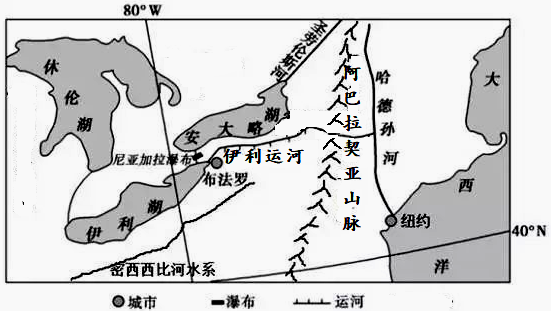 80°W
圣劳伦斯河
休伦湖
安大略湖
阿巴拉契亚山脉
哈德孙河
大西洋
尼亚加拉瀑布
伊利运河
布法罗
伊利湖
纽约
40°N
密西西比河水系
城市
瀑布
运河